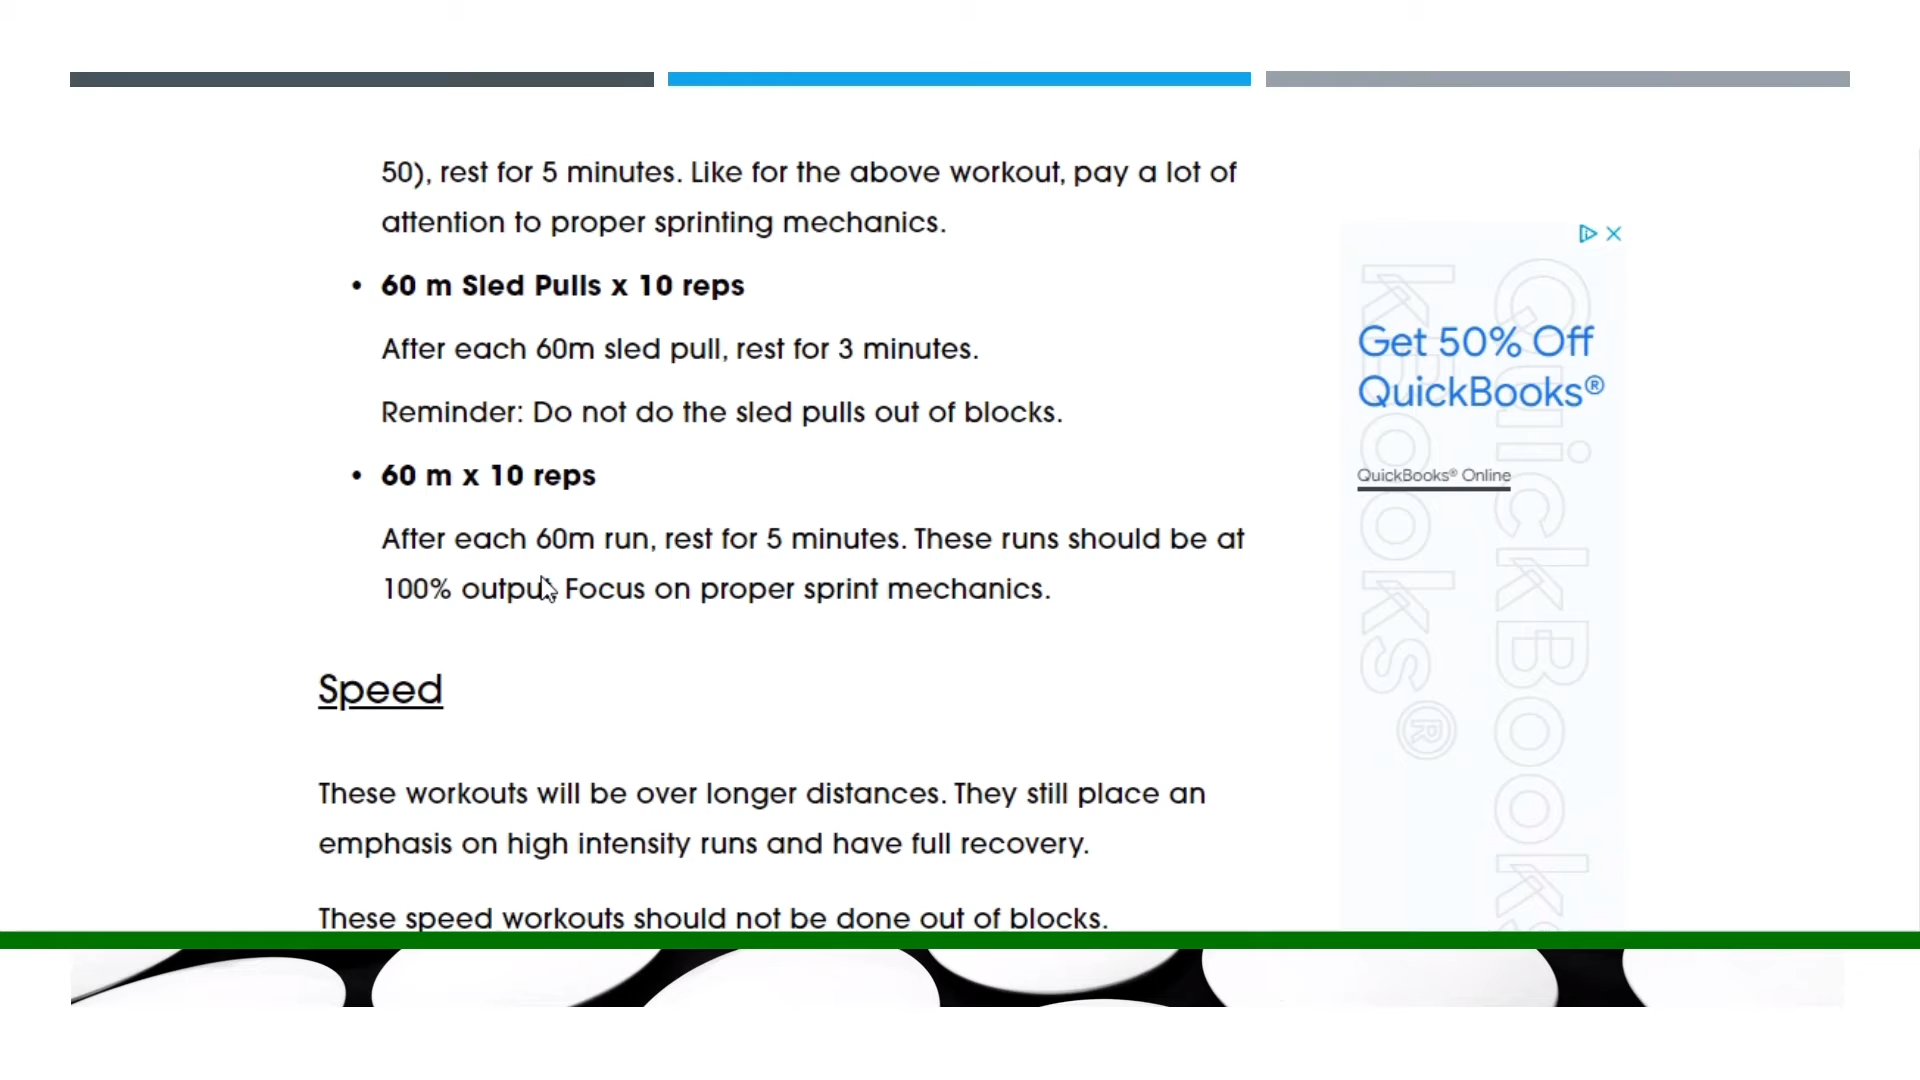 50), rest for 5 minutes. Like for the above workout, pay a lot of
attention to proper sprinting mechanics.
• 60 m Sled Pulls x 10 reps
After each 60m sled pull, rest for 3 minutes.
Reminder: Do not do the sled pulls out of blocks.
• 60 m x 10 reps
After each 60m run, rest for 5 minutes. These runs should be at
100% output. Focus on proper sprint mechanics.
Speed
These workouts will be over longer distances. They still place an
emphasis on high intensity runs and have full recovery.
These speed workouts should not be done out of blocks.
Get 50% Off
QuickBooks®
QuickBooks® Online
QuickBooks
kBooks®